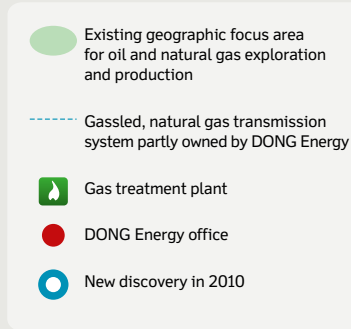 Existing geographic focus area
for oil and natural gas exploration
and production
Gassled, natural gas transmission
system partly owned by DONG Energy
Gas treatment plant
DONG Energy office
New discovery in 2010